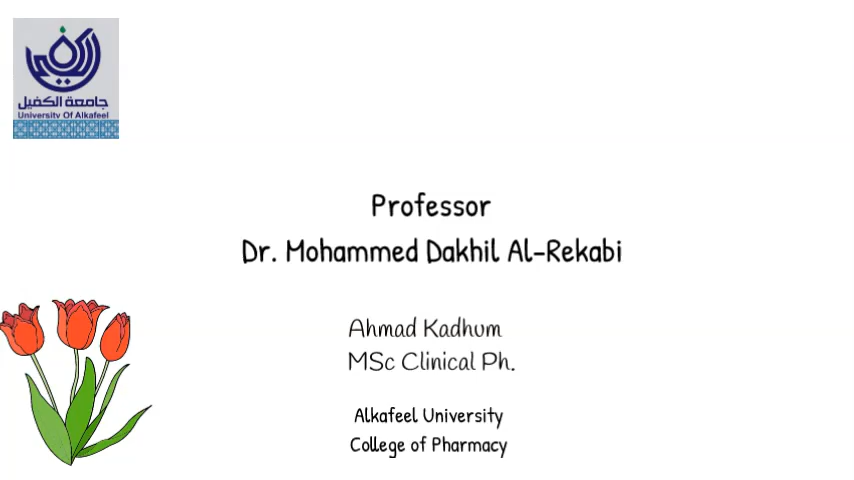 جامعة الكفيل
University Of Alkafeel
Professor
Dr. Mohammed Dakhil Al-Rekabi
Ahmad Kadhum
MSc Clinical Ph.
Alkafeel University
College of Pharmacy